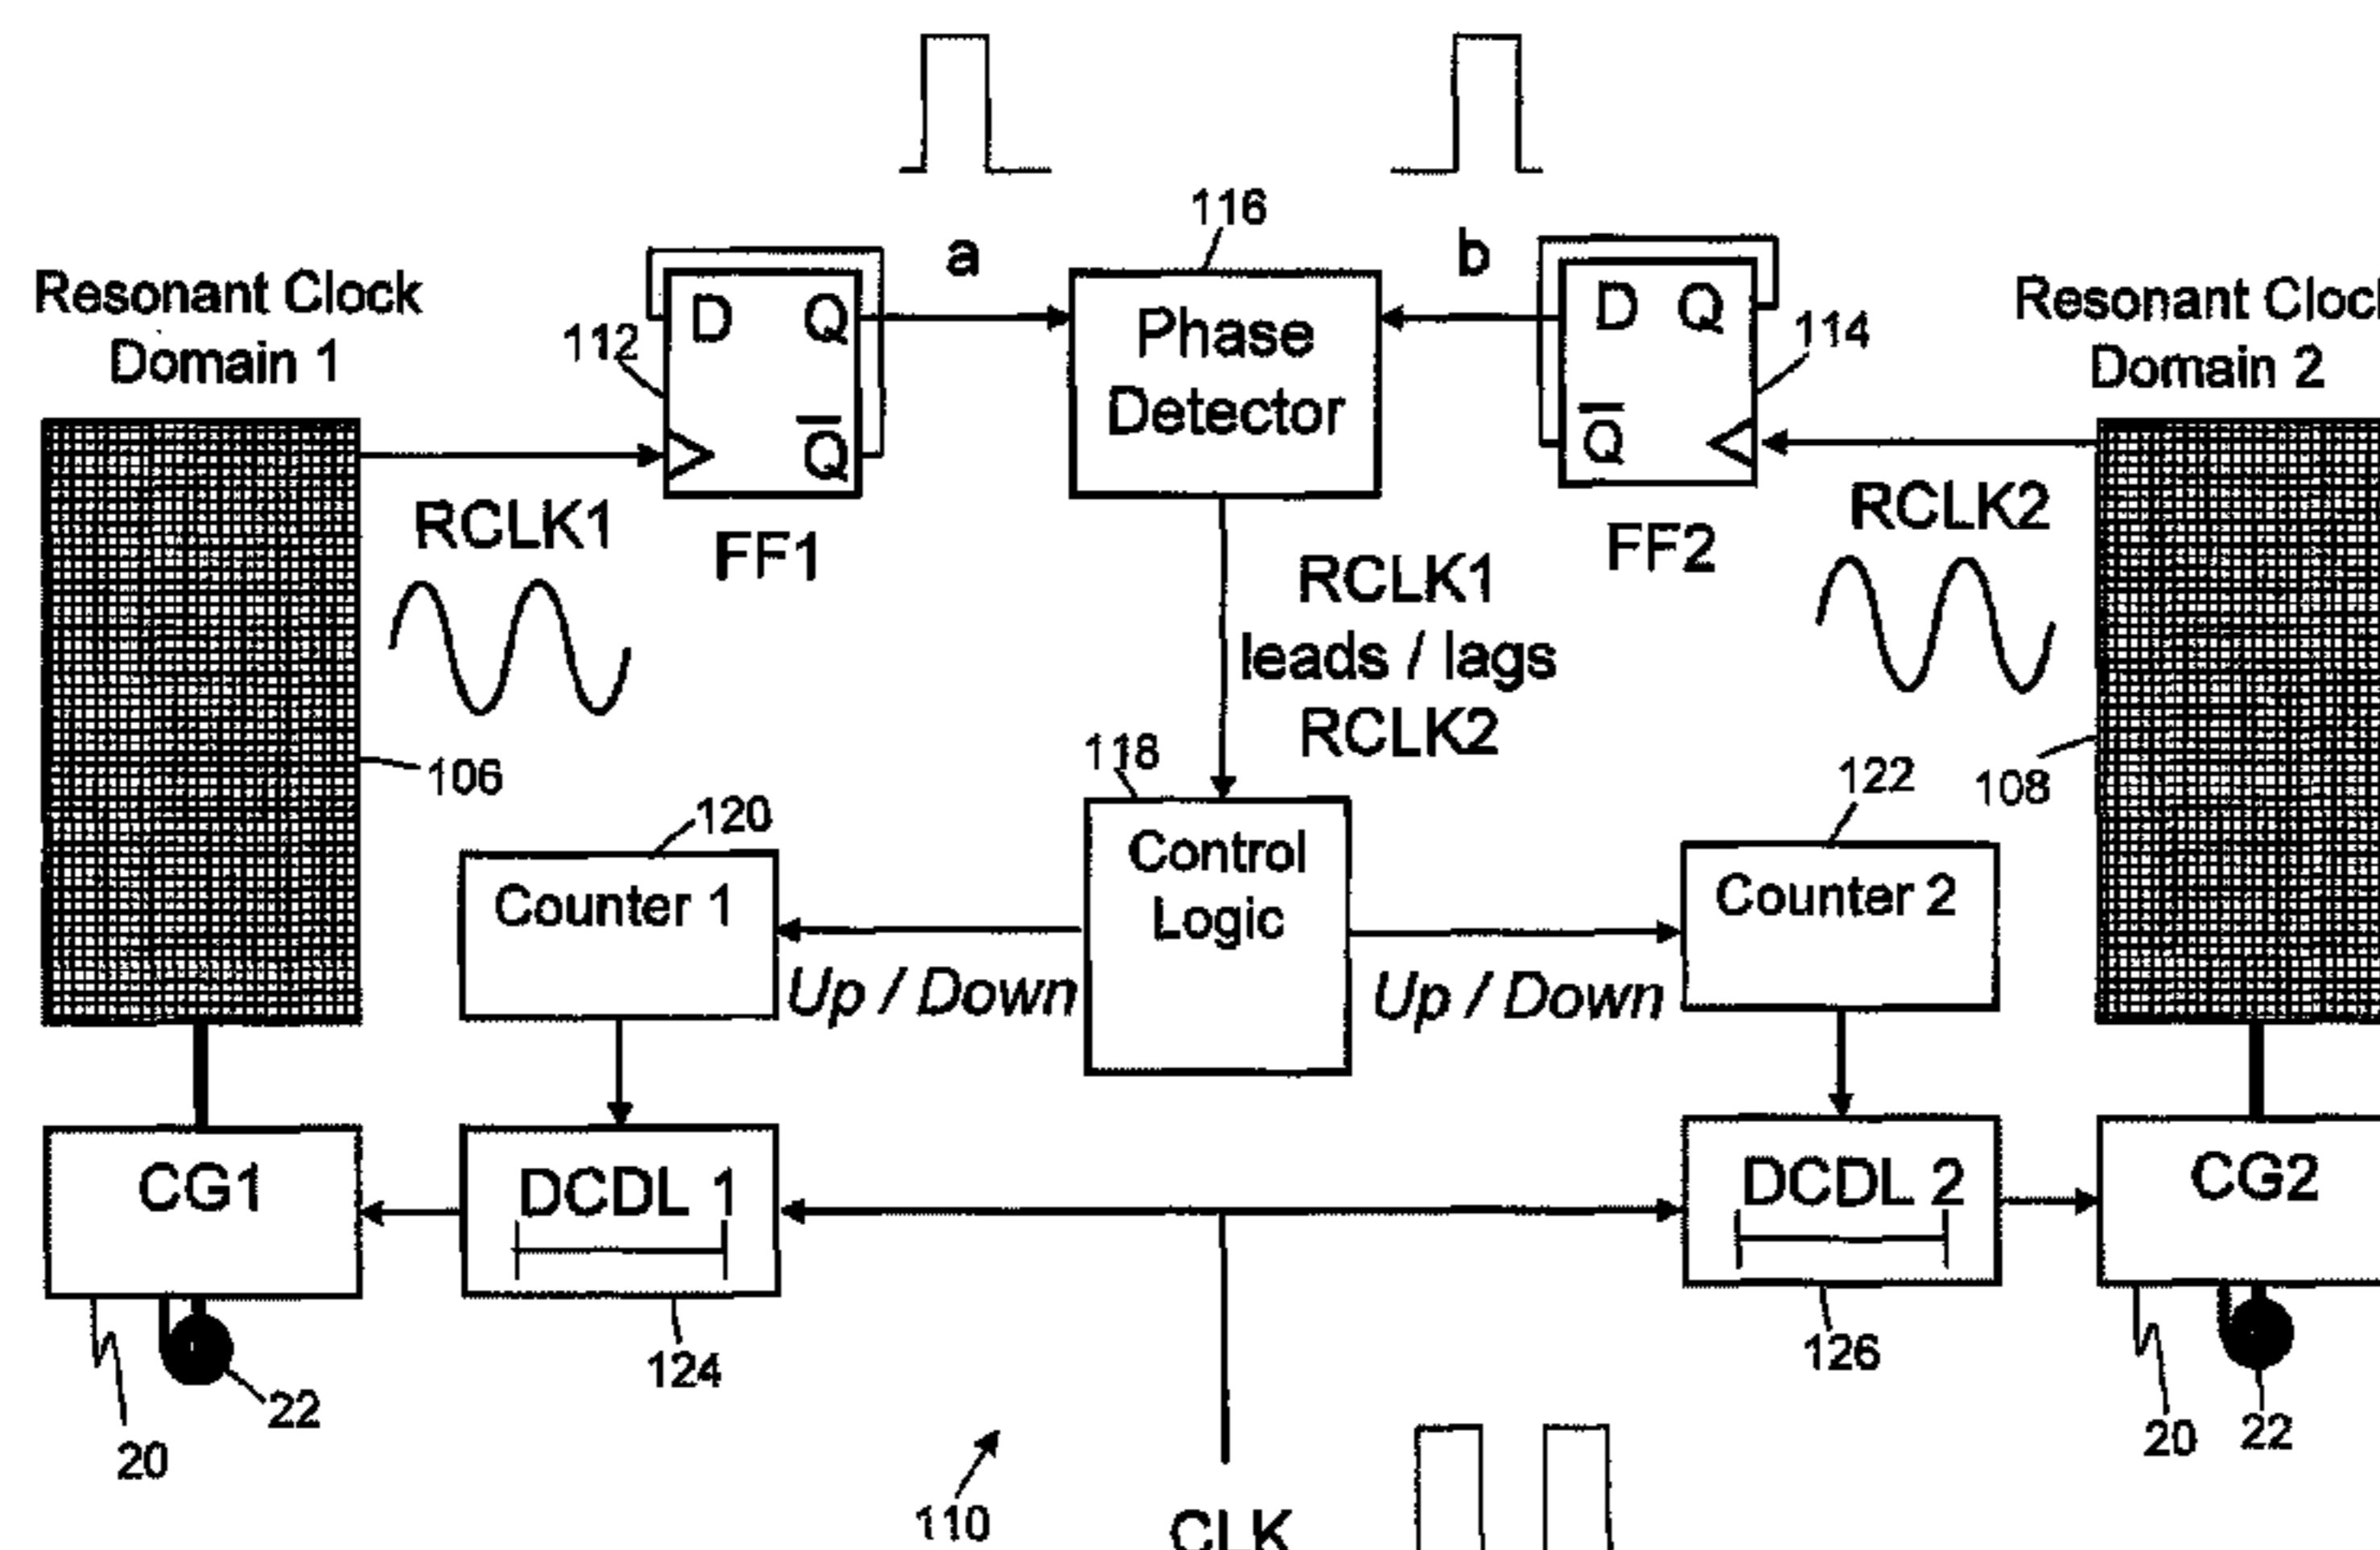 116
a
b
Resonant Clock
Domain 1
112
D Q
Q̅
FF1
Phase
Detector
D Q
Q̅
FF2
114
Resonant Cloc
Domain 2
RCLK1
RCLK2
RCLK1
leads / lags
RCLK2
106
108
118
120
122
Counter 1
Control
Logic
Counter 2
Up / Down
Up / Down
CG1
DCDL 1
DCDL 2
CG2
124
126
22
20
20
22
110
CLK